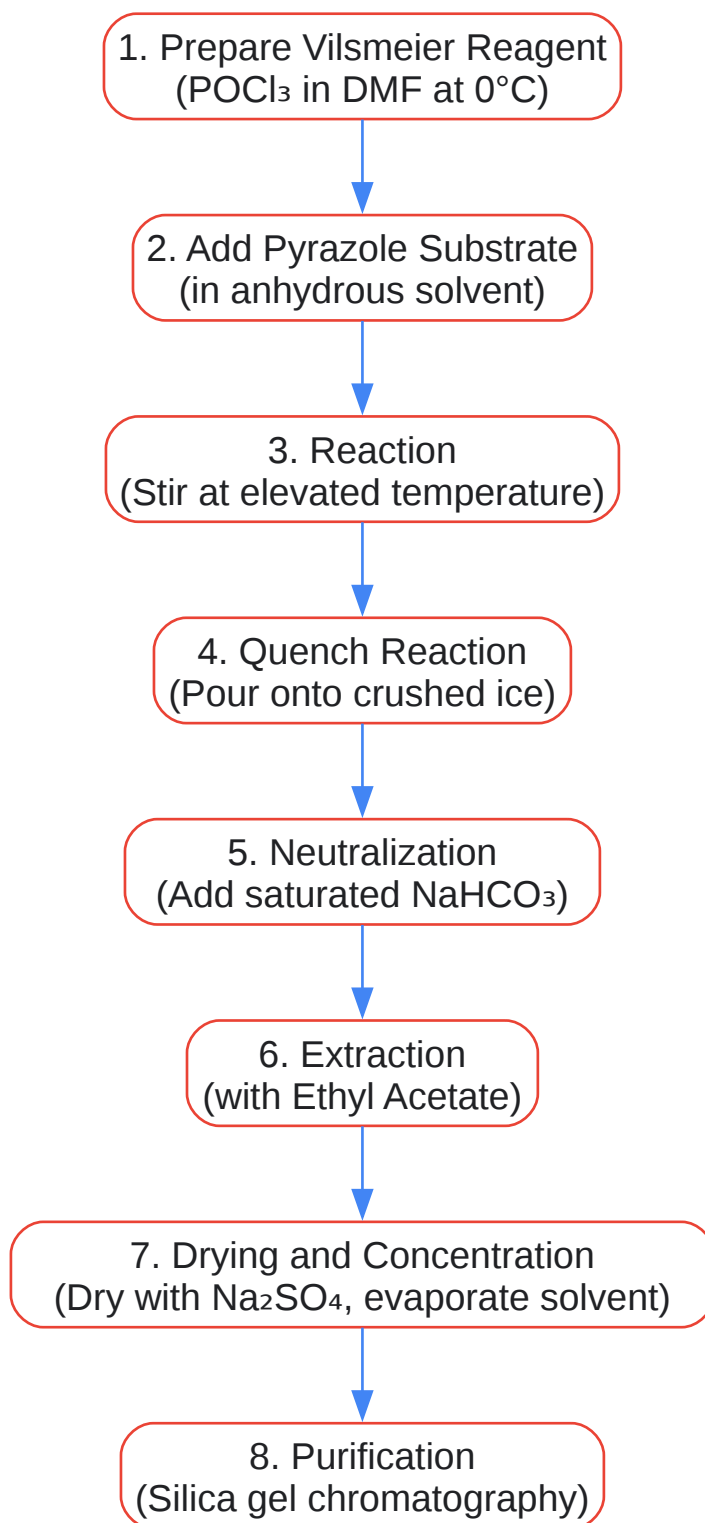 1. Prepare Vilsmeier Reagent
(POCl₃ in DMF at 0°C)
2. Add Pyrazole Substrate
(in anhydrous solvent)
3. Reaction
(Stir at elevated temperature)
4. Quench Reaction
(Pour onto crushed ice)
5. Neutralization
(Add saturated NaHCO₃)
6. Extraction
(with Ethyl Acetate)
7. Drying and Concentration
(Dry with Na₂SO₄, evaporate solvent)
8. Purification
(Silica gel chromatography)